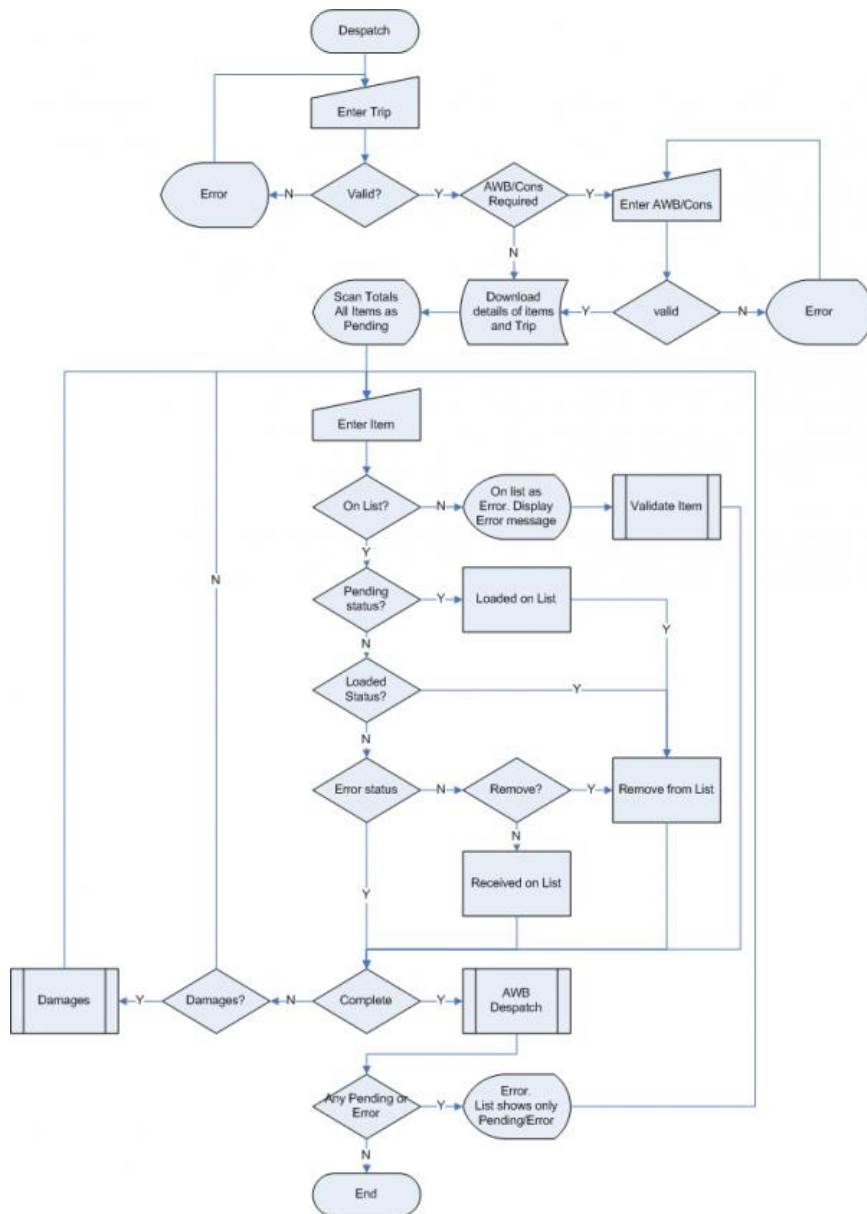 Despatch
Enter Trip
Error
N
Valid?
Y
AWB/Cons
Required
Y
Enter AWB/Cons
N
Scan Totals
All Items as
Pending
Download
details of items
and Trip
Y
valid
N
Error
Enter Item
On List?
N
On list as
Error. Display
Error message
Validate Item
Y
N
Pending
status?
Y
Loaded on List
Y
N
Loaded
Status?
Y
N
Error status
N
Remove?
Y
Remove from List
N
Y
Received on List
Damages
Y
Damages?
N
Complete
Y
AWB
Despatch
Any Pending or
Error
Y
Error.
List shows only
Pending/Error
N
End